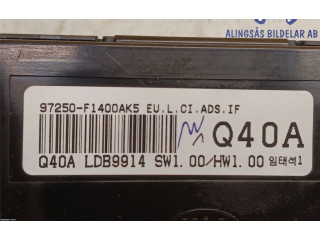 ALINGSÅS BILDELAR AB
97250-F1400AK5 EU.L.CI.ADS.IF
Q40A
Q40A LDB9914 SW1.00/HW1.00 임태석1